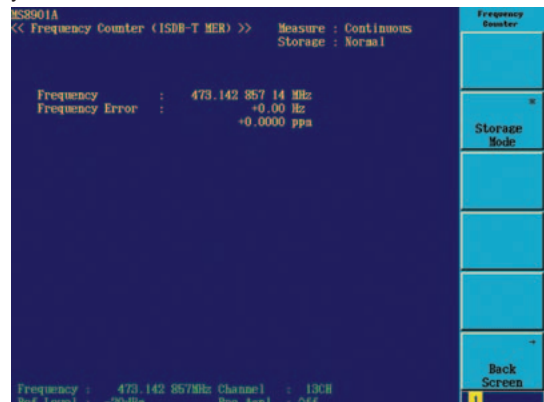 MS8901A
<< Frequency Counter (ISDB-T MER) >> Measure : Continuous
Storage : Normal
Frequency : 473.142 857 14 MHz
Frequency Error : +0.00 Hz
+0.0000 ppm
Frequency : 473.142 857MHz Channel : 13CH
Frequency
Counter
*
Storage
Mode
→
Back
Screen
1